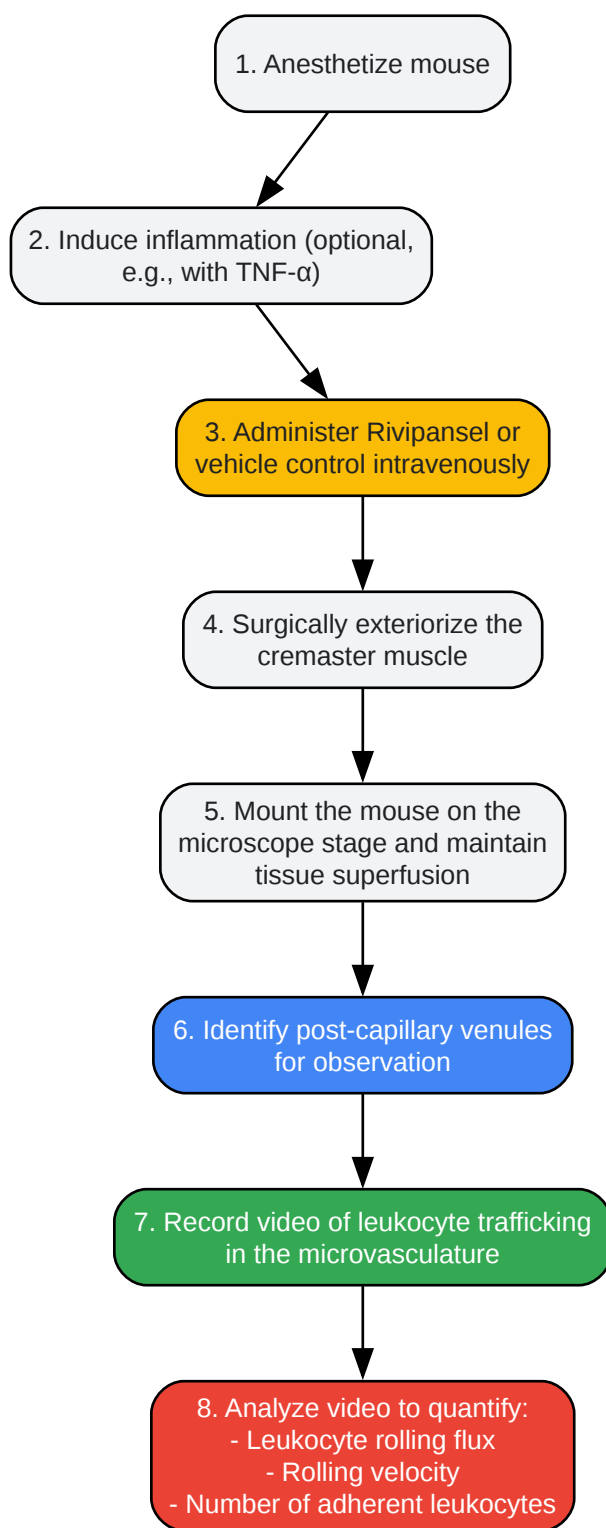 1. Anesthetize mouse
2. Induce inflammation (optional,
e.g., with TNF-α)
3. Administer Rivipansel or
vehicle control intravenously
4. Surgically exteriorize the
cremaster muscle
5. Mount the mouse on the
microscope stage and maintain
tissue superfusion
6. Identify post-capillary venules
for observation
7. Record video of leukocyte trafficking
in the microvasculature
8. Analyze video to quantify:
- Leukocyte rolling flux
- Rolling velocity
- Number of adherent leukocytes